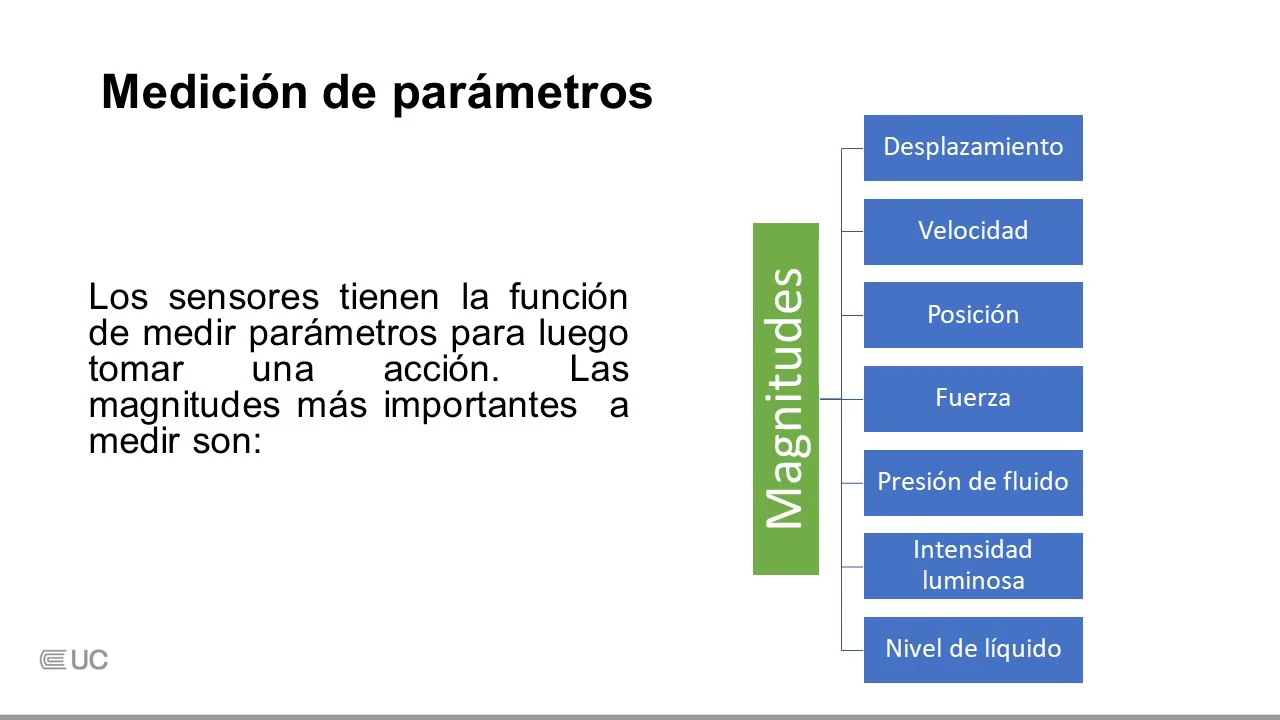 Medición de parámetros
Los sensores tienen la función
de medir parámetros para luego
tomar una acción. Las
magnitudes más importantes a
medir son:
Magnitudes
Desplazamiento
Velocidad
Posición
Fuerza
Presión de fluido
Intensidad
luminosa
Nivel de líquido
UC